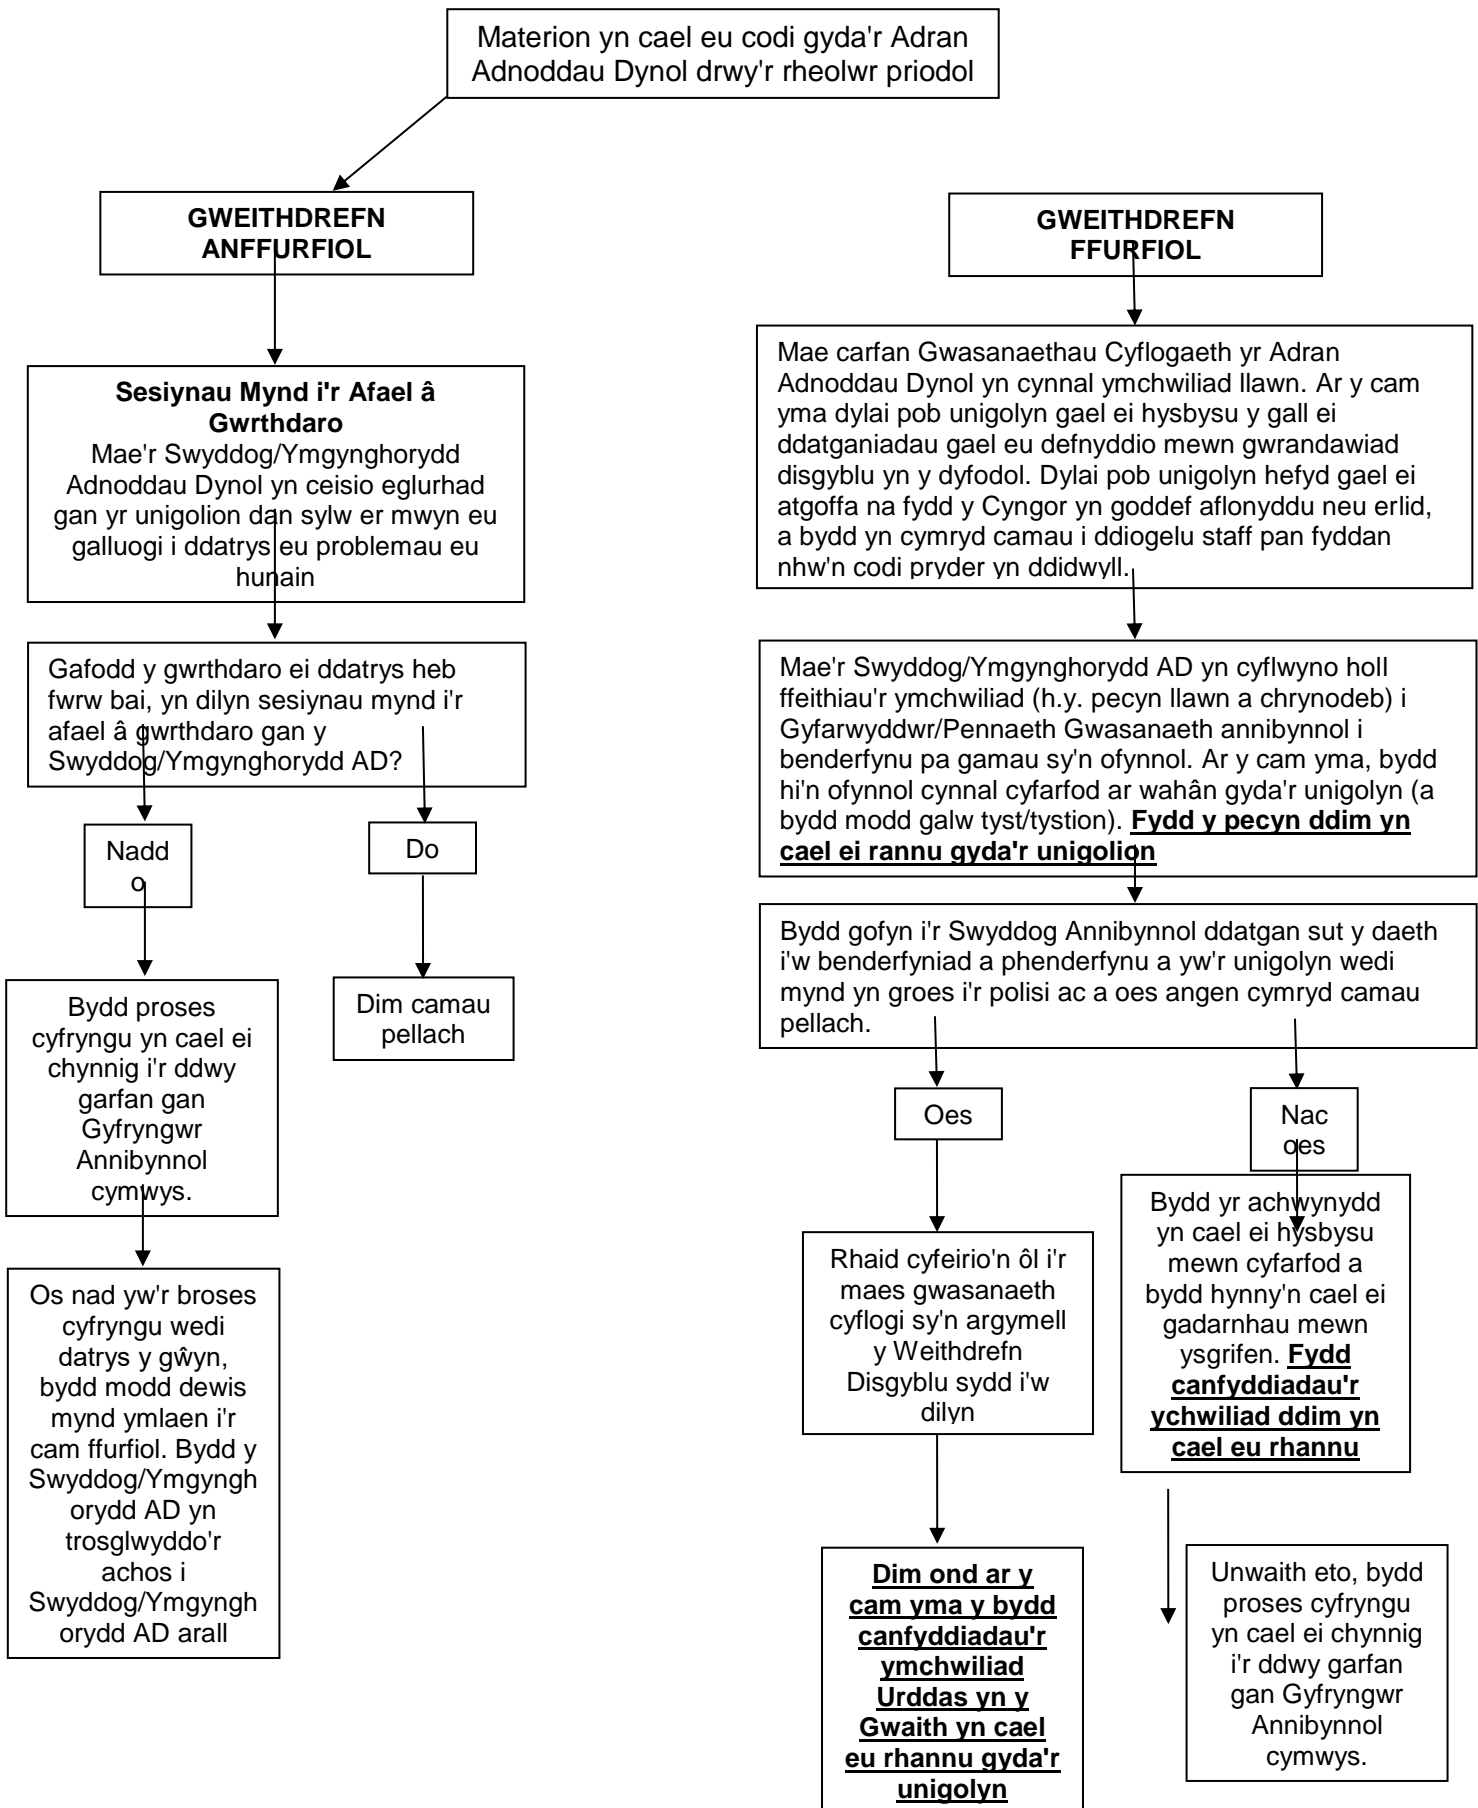 Materion yn cael eu codi gyda'r Adran
Adnoddau Dynol drwy'r rheolwr priodol
GWEITHDREFN
ANFFURFIOL
Sesiynau Mynd i'r Afael â
Gwrthdaro
Mae'r Swyddog/Ymgynghorydd
Adnoddau Dynol yn ceisio eglurhad
gan yr unigolion dan sylw er mwyn eu
galluogi i ddatrys eu problemau eu
hunain
Gafodd y gwrthdaro ei ddatrys heb
fwrw bai, yn dilyn sesiynau mynd i'r
afael â gwrthdaro gan y
Swyddog/Ymgynghorydd AD?
Nadd
o
Do
Bydd proses
cyfryngu yn cael ei
chynnig i'r ddwy
garfan gan
Gyfryngwr
Annibynnol
cymwys.
Dim camau
pellach
Os nad yw'r broses
cyfryngu wedi
datrys y gŵyn,
bydd modd dewis
mynd ymlaen i'r
cam ffurfiol. Bydd y
Swyddog/Ymgyngh
orydd AD yn
trosglwyddo'r
achos i
Swyddog/Ymgyngh
orydd AD arall
GWEITHDREFN
FFURFIOL
Mae carfan Gwasanaethau Cyflogaeth yr Adran
Adnoddau Dynol yn cynnal ymchwiliad llawn. Ar y cam
yma dylai pob unigolyn gael ei hysbysu y gall ei
ddatganiadau gael eu defnyddio mewn gwrandawiad
disgyblu yn y dyfodol. Dylai pob unigolyn hefyd gael ei
atgoffa na fydd y Cyngor yn goddef aflonyddu neu erlid,
a bydd yn cymryd camau i ddiogelu staff pan fyddan
nhw'n codi pryder yn ddidwyll.
Mae'r Swyddog/Ymgynghorydd AD yn cyflwyno holl
ffeithiau'r ymchwiliad (h.y. pecyn llawn a chrynodeb) i
Gyfarwyddwr/Pennaeth Gwasanaeth annibynnol i
benderfynu pa gamau sy'n ofynnol. Ar y cam yma, bydd
hi'n ofynnol cynnal cyfarfod ar wahân gyda'r unigolyn (a
bydd modd galw tyst/tystion). Fydd y pecyn ddim yn
cael ei rannu gyda'r unigolion
Bydd gofyn i'r Swyddog Annibynnol ddatgan sut y daeth
i'w benderfyniad a phenderfynu a yw'r unigolyn wedi
mynd yn groes i'r polisi ac a oes angen cymryd camau
pellach.
Oes
Nac
oes
Rhaid cyfeirio'n ôl i'r
maes gwasanaeth
cyflogi sy'n argymell
y Weithdrefn
Disgyblu sydd i'w
dilyn
Bydd yr achwynydd
yn cael ei hysbysu
mewn cyfarfod a
bydd hynny'n cael ei
gadarnhau mewn
ysgrifen. Fydd
canfyddiadau'r
ychwiliad ddim yn
cael eu rhannu
Dim ond ar y
cam yma y bydd
canfyddiadau'r
ymchwiliad
Urddas yn y
Gwaith yn cael
eu rhannu gyda'r
unigolyn
Unwaith eto, bydd
proses cyfryngu
yn cael ei chynnig
i'r ddwy garfan
gan Gyfryngwr
Annibynnol
cymwys.